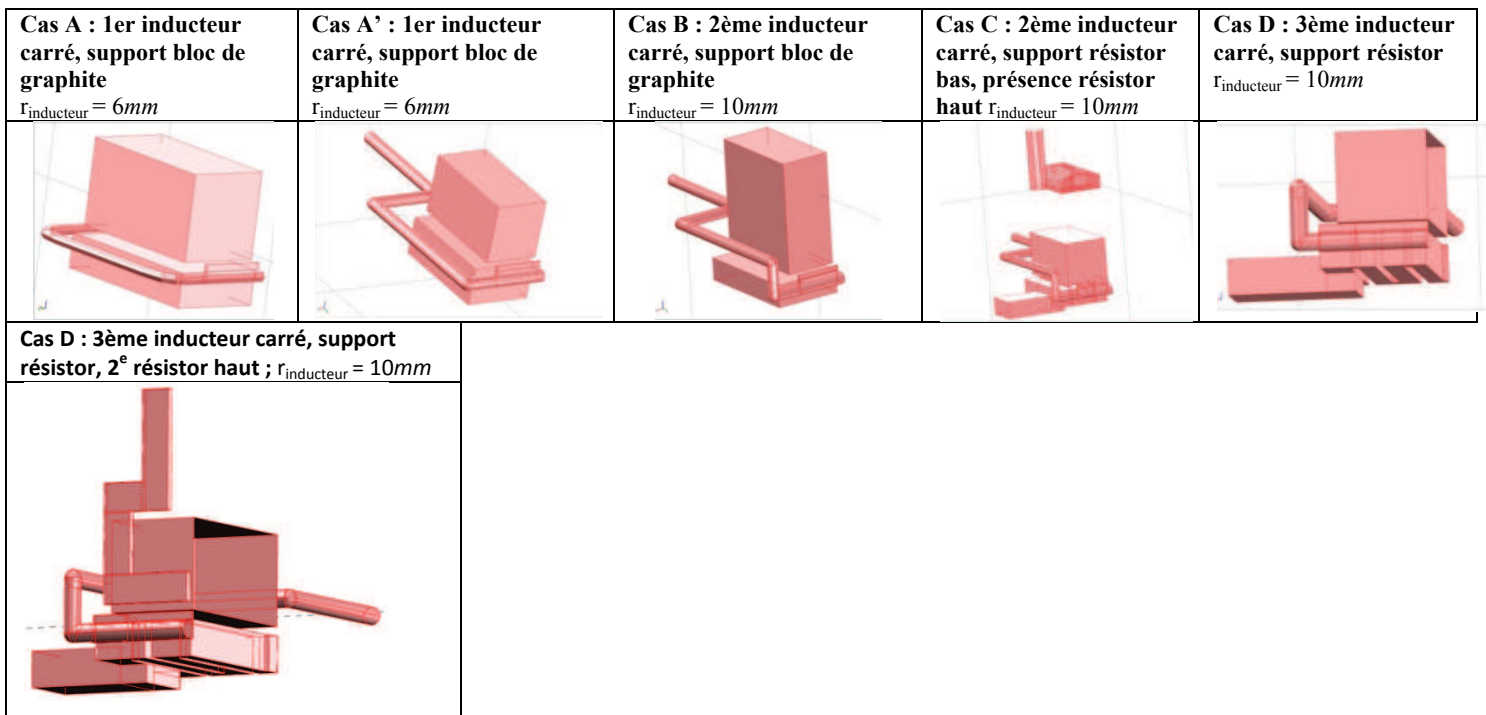 Cas A : 1er inducteur
carré, support bloc de
graphite
rinducteur = 6mm
Cas A’ : 1er inducteur
carré, support bloc de
graphite
rinducteur = 6mm
Cas B : 2ème inducteur
carré, support bloc de
graphite
rinducteur = 10mm
Cas C : 2ème inducteur
carré, support résistor
bas, présence résistor
haut rinducteur = 10mm
Cas D : 3ème inducteur
carré, support résistor
rinducteur = 10mm
Cas D : 3ème inducteur carré, support
résistor, 2e résistor haut ; rinducteur = 10mm